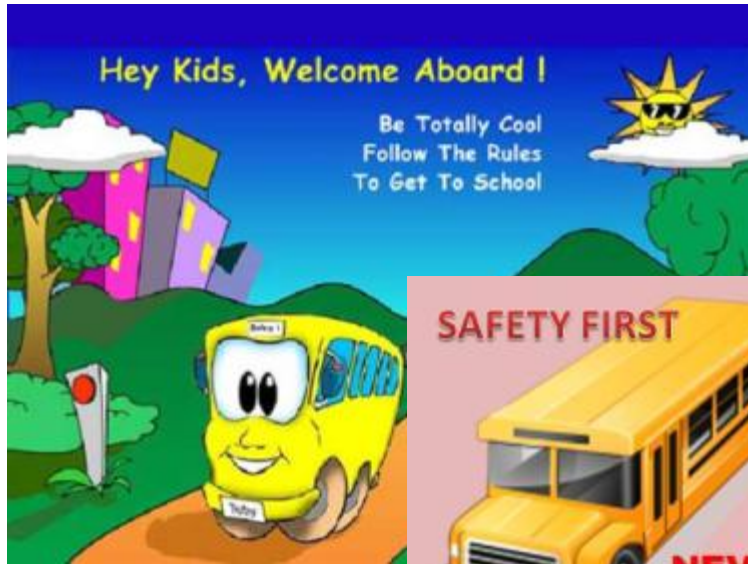 Hey Kids, Welcome Aboard !
Be Totally Cool
Follow The Rules
To Get To School
SAFETY FIRST